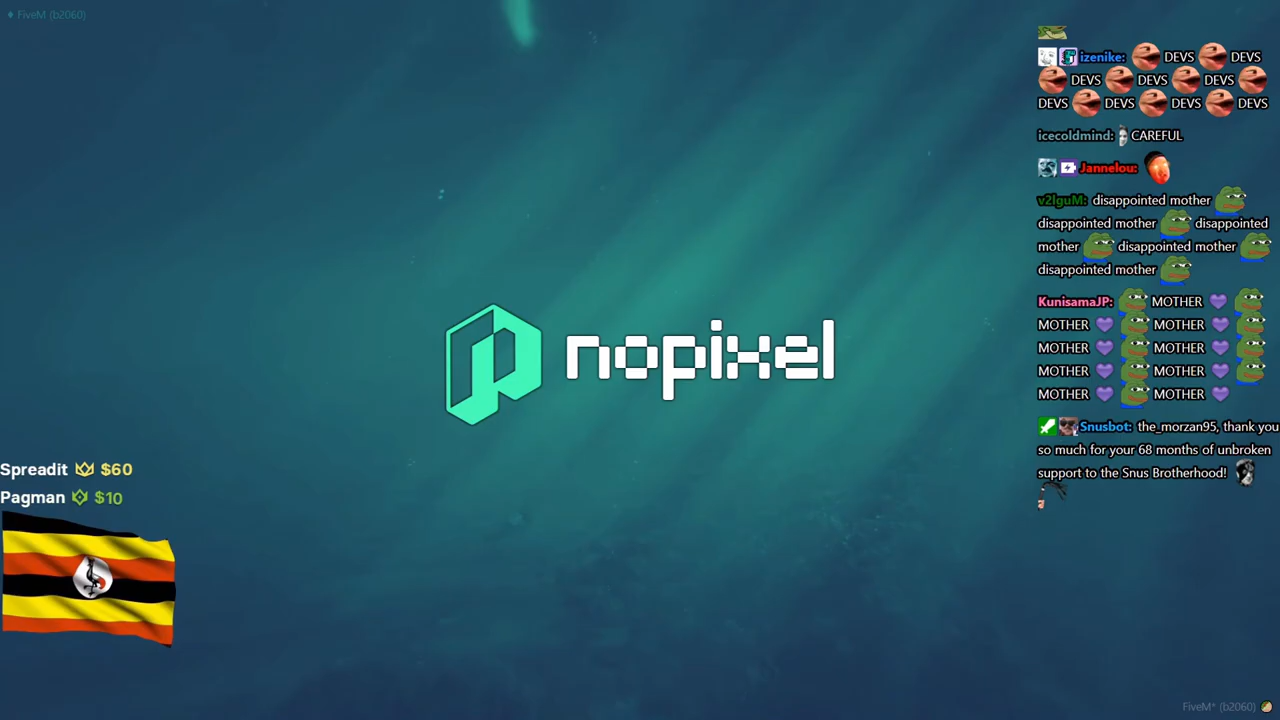 FiveM (b2060)
izenike: DEVS DEVS
DEVS DEVS DEVS
DEVS DEVS DEVS DEVS
icecoldmind: CAREFUL
Jannelou:
v2lguM: disappointed mother
disappointed mother disappointed
mother disappointed mother
disappointed mother
KunisamaJP: MOTHER
MOTHER MOTHER
MOTHER MOTHER
MOTHER MOTHER
MOTHER MOTHER
Snusbot: the_morzan95, thank you
so much for your 68 months of unbroken
support to the Snus Brotherhood!
nopixel
Spreadit $60
Pagman $10
FiveM* (b2060)